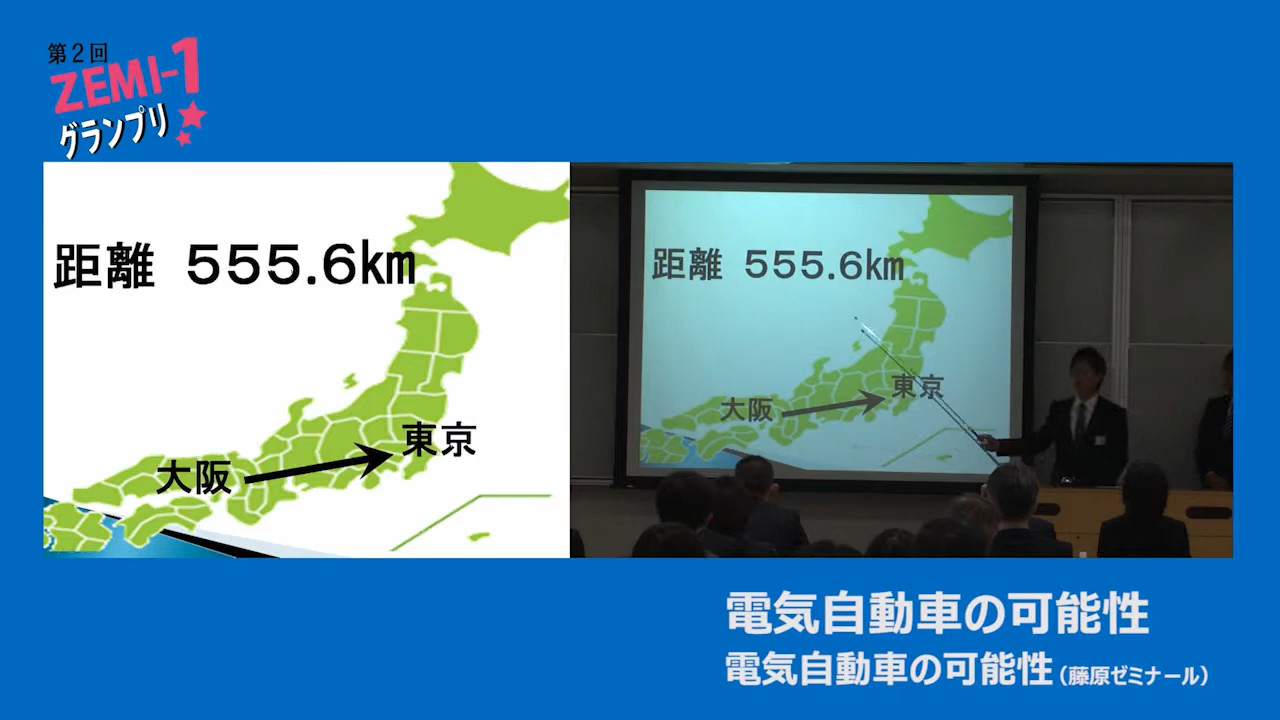 第2回
ZEMI-1
グランプリ
距離 555.6km
大阪
東京
距離 555.6km
大阪
東京
電気自動車の可能性
電気自動車の可能性(藤原ゼミナール)